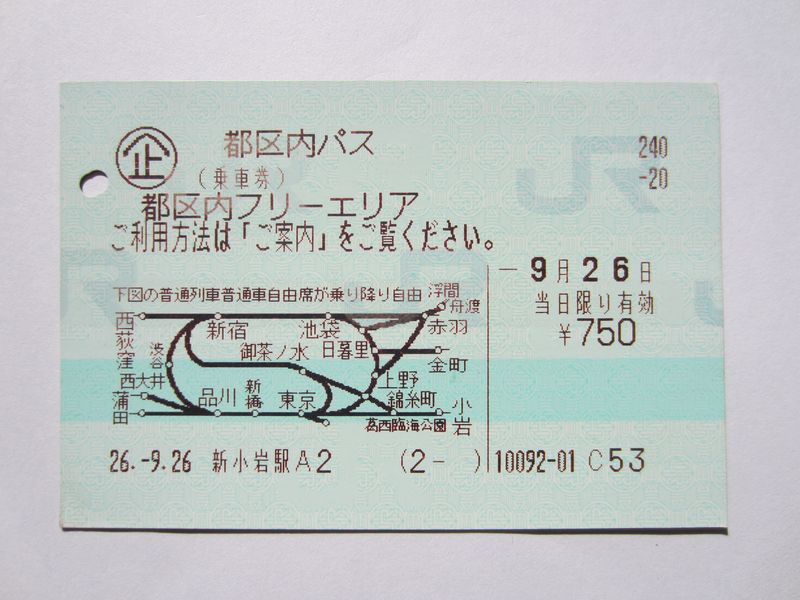 企 都区内パス 240
(乗車券) -20
都区内フリーエリア
ご利用方法は「ご案内」をご覧ください。
-9月26日
当日限り有効
¥750
下図の普通列車普通車自由席が乗り降り自由
浮間舟渡
西荻窪
新宿
池袋
赤羽
渋谷
御茶ノ水
日暮里
金町
西大井
上野
蒲田
品川
新橋
東京
錦糸町
小岩
葛西臨海公園
26.-9.26 新小岩駅A2 (2- ) 10092-01 C53